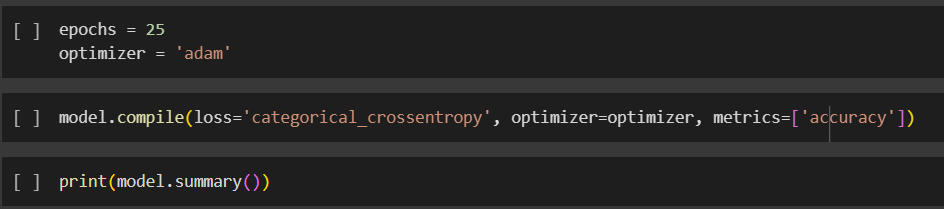 [ ] epochs = 25
optimizer = 'adam'
[ ] model.compile(loss='categorical_crossentropy', optimizer=optimizer, metrics=['accuracy'])
[ ] print(model.summary())